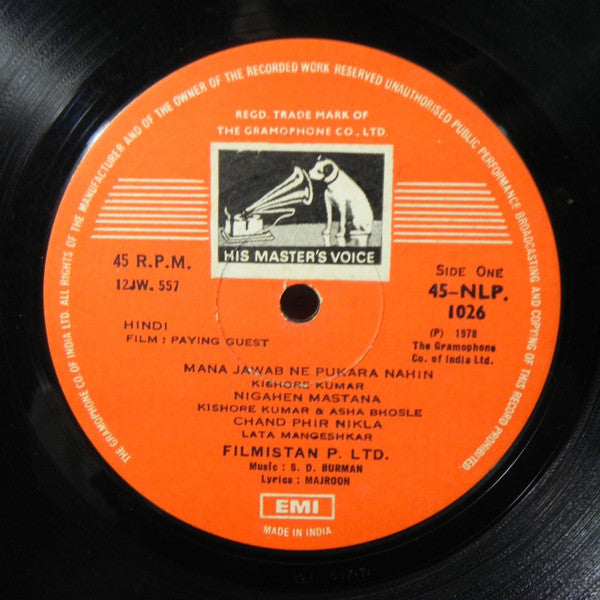 THE GRAMOPHONE CO. OF INDIA LTD. ALL RIGHTS OF THE MANUFACTURER AND OF THE OWNER OF THE RECORDED WORK RESERVED UNAUTHORISED PUBLIC PERFORMANCE BROADCASTING AND COPYING OF THIS RECORD PROHIBITED.
REGD. TRADE MARK OF
THE GRAMOPHONE CO., LTD.
HIS MASTER'S VOICE
45 R.P.M.
12JW. 557
SIDE ONE
45-NLP.
1026
(P) 1978
The Gramophone
Co. of India Ltd.
HINDI
FILM : PAYING GUEST
MANA JAWAB NE PUKARA NAHIN
KISHORE KUMAR
NIGAHEN MASTANA
KISHORE KUMAR & ASHA BHOSLE
CHAND PHIR NIKLA
LATA MANGESHKAR
FILMISTAN P. LTD.
Music : S. D. BURMAN
Lyrics : MAJROOH
EMI
MADE IN INDIA.